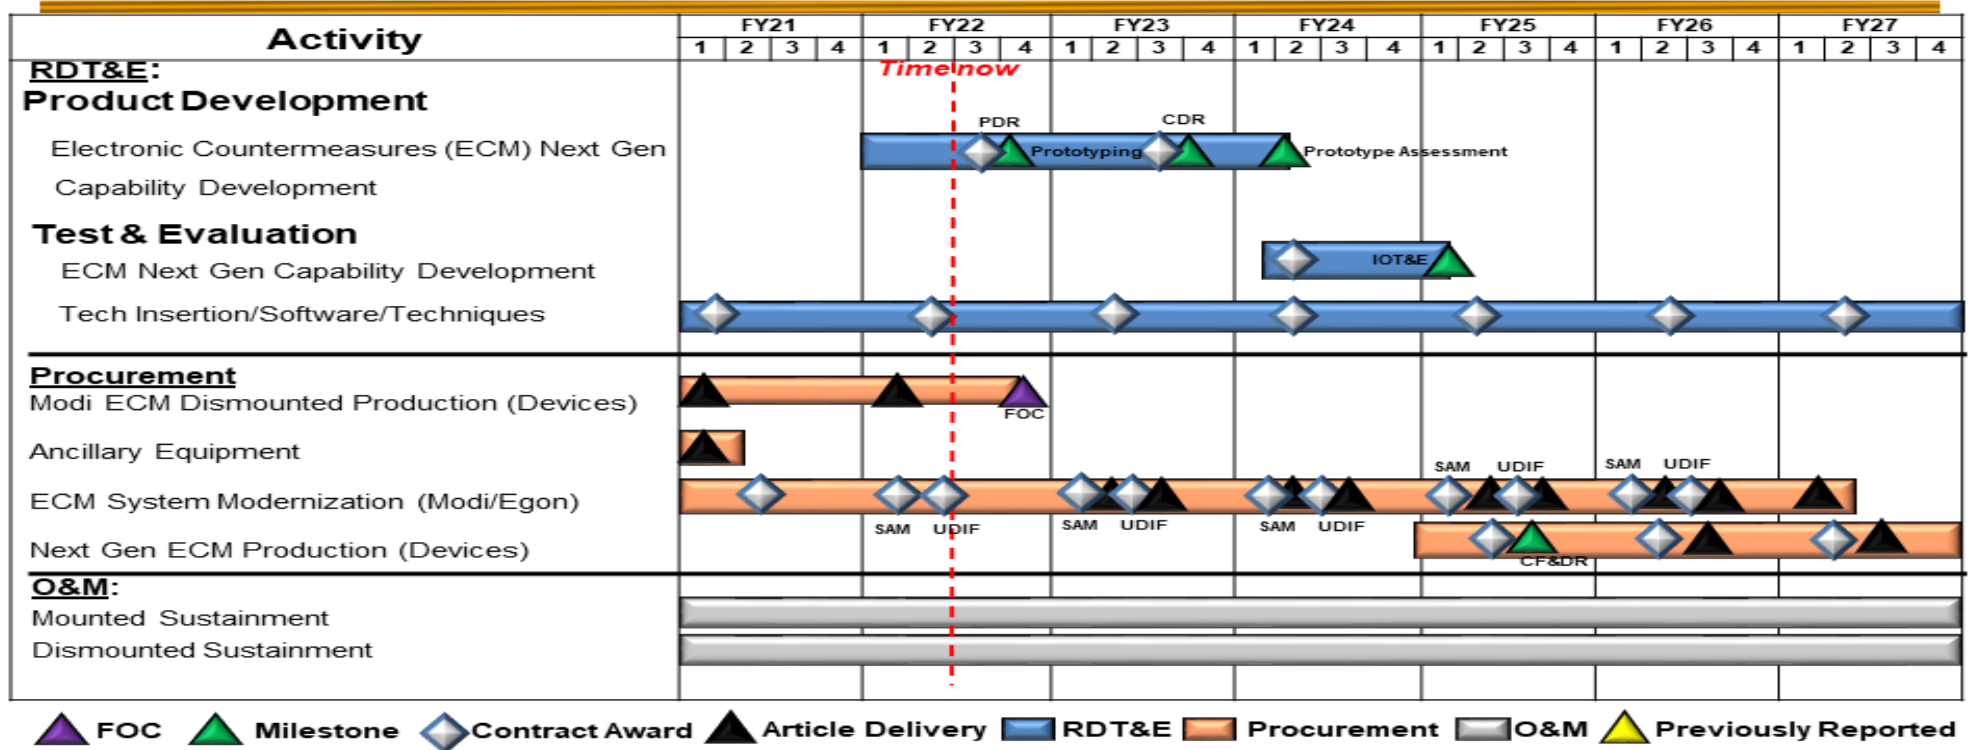 Activity
FY21 FY22 FY23 FY24 FY25 FY26 FY27
1 2 3 4 1 2 3 4 1 2 3 4 1 2 3 4 1 2 3 4 1 2 3 4 1 2 3 4
RDT&E:
Time now
Product Development
PDR CDR
Electronic Countermeasures (ECM) Next Gen
Prototyping Prototype Assessment
Capability Development
Test & Evaluation
ECM Next Gen Capability Development
IOT&E
Tech Insertion/Software/Techniques
Procurement
Modi ECM Dismounted Production (Devices)
FOC
Ancillary Equipment
SAM UDIF SAM UDIF
ECM System Modernization (Modi/Egon)
SAM UDIF SAM UDIF SAM UDIF
Next Gen ECM Production (Devices)
CF&DR
O&M:
Mounted Sustainment
Dismounted Sustainment
FOC Milestone Contract Award Article Delivery RDT&E Procurement O&M Previously Reported